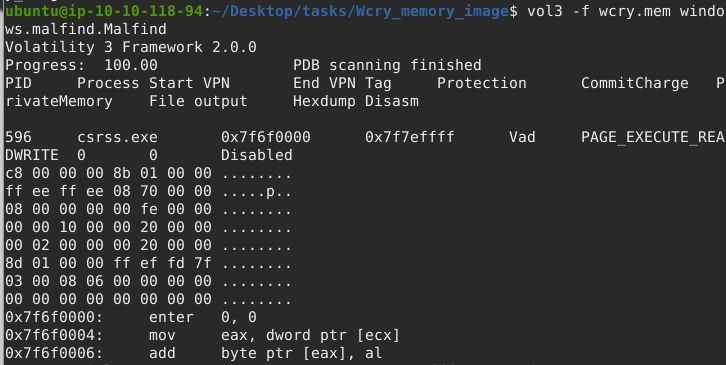 ubuntu@ip-10-10-118-94:~/Desktop/tasks/Wcry_memory_image$ vol3 -f wcry.mem windo
ws.malfind.Malfind
Volatility 3 Framework 2.0.0
Progress:  100.00               PDB scanning finished
PID     Process Start VPN       End VPN Tag     Protection      CommitCharge    P
rivateMemory    File output     Hexdump Disasm
596     csrss.exe       0x7f6f0000      0x7f7effff      Vad     PAGE_EXECUTE_REA
DWRITE  0       0       Disabled
c8 00 00 00 8b 01 00 00 ........
ff ee ff ee 08 70 00 00 .....p..
08 00 00 00 00 fe 00 00 ........
00 00 10 00 00 20 00 00 ........
00 02 00 00 00 20 00 00 ........
8d 01 00 00 ff ef fd 7f ........
03 00 08 06 00 00 00 00 ........
00 00 00 00 00 00 00 00 ........
0x7f6f0000:     enter   0, 0
0x7f6f0004:     mov     eax, dword ptr [ecx]
0x7f6f0006:     add     byte ptr [eax], al